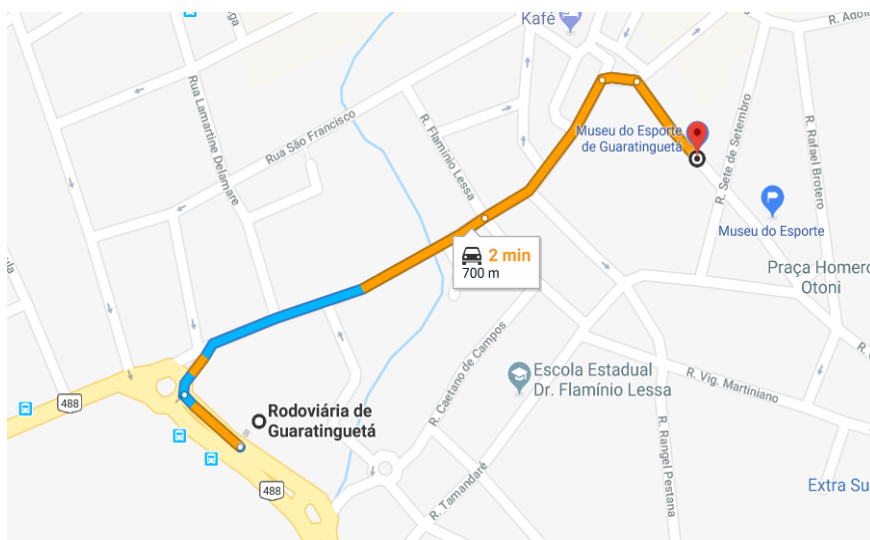 Kafé
R. Adol
Rua Lamartine Delamare
Rua São Francisco
R. Flamínio Lessa
Museu do Esporte
de Guaratinguetá
R. Sete de Setembro
R. Rafael Brotero
Museu do Esporte
2 min
700 m
Praça Homero
Otoni
R. Caetano de Campos
Escola Estadual
Dr. Flamínio Lessa
R. Vig. Martiniano
488
Rodoviária de
Guaratinguetá
R. Rangel Pestana
R. Tamandaré
488
Extra Su